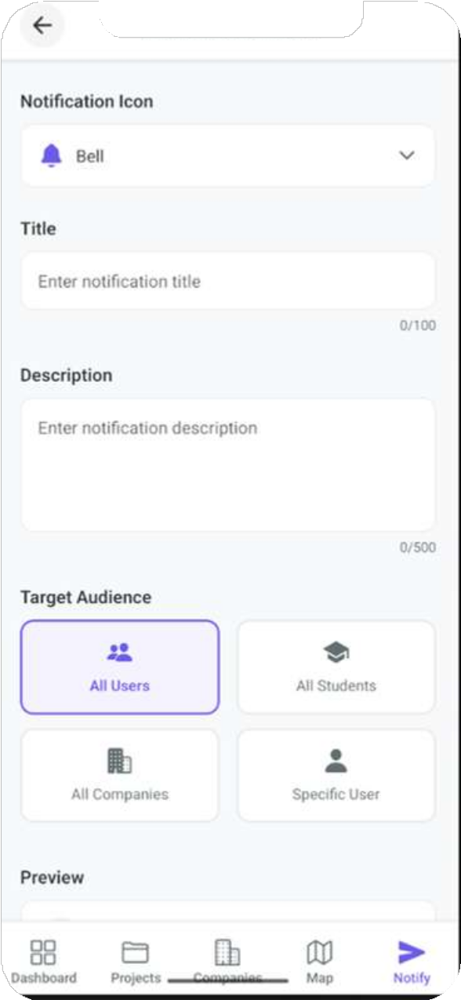 Notification Icon
Bell
Title
Enter notification title
0/100
Description
Enter notification description
0/500
Target Audience
All Users
All Students
All Companies
Specific User
Preview
Dashboard
Projects
Companies
Map
Notify